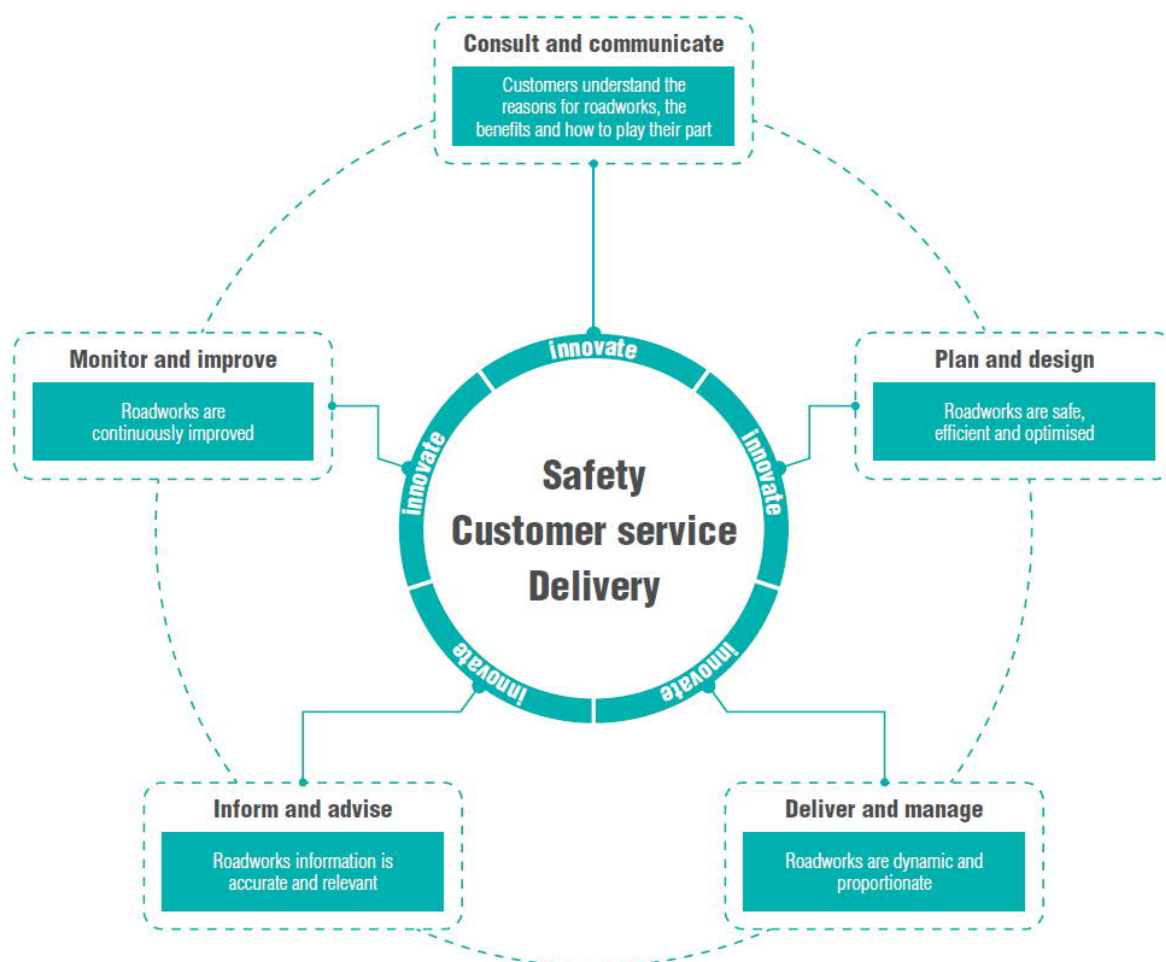 Consult and communicate
Customers understand the
reasons for roadworks, the
benefits and how to play their part
Monitor and improve
Roadworks are
continuously improved
Plan and design
Roadworks are safe,
efficient and optimised
innovate
innovate
innovate
innovate
innovate
Safety
Customer service
Delivery
Inform and advise
Roadworks information is
accurate and relevant
Deliver and manage
Roadworks are dynamic and
proportionate